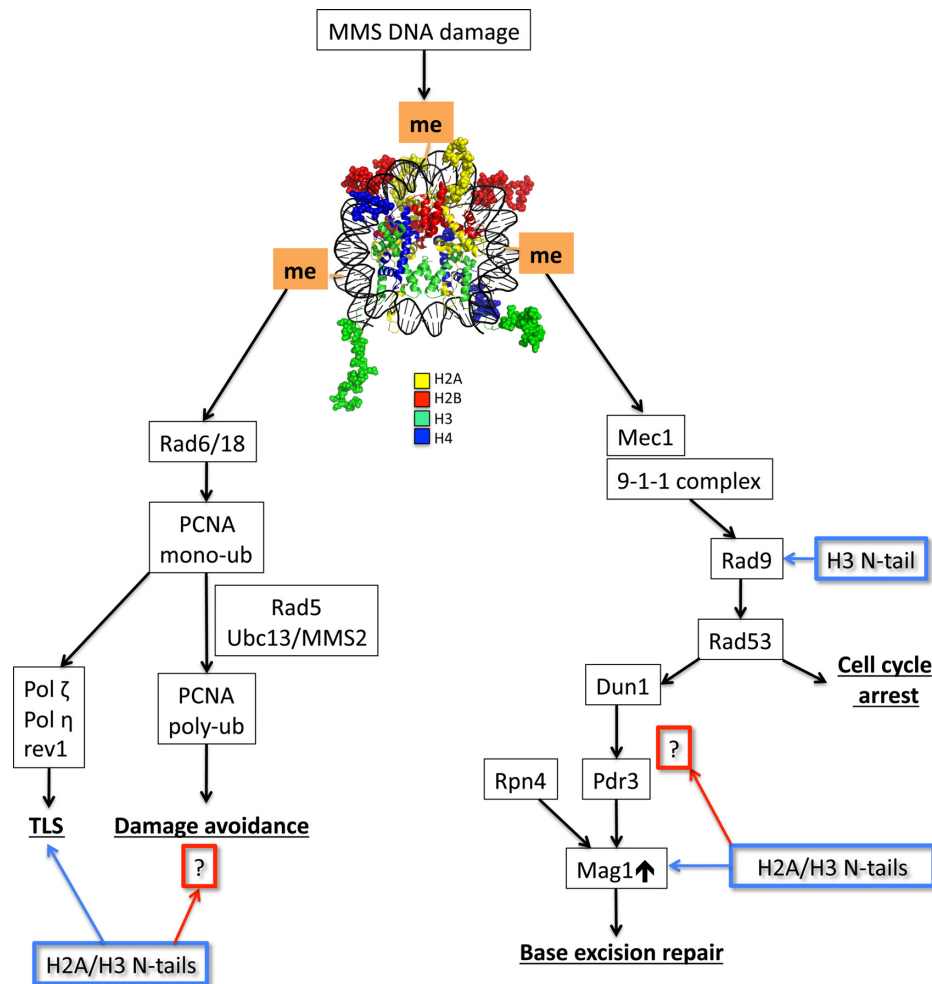 MMS DNA damage
me
me
me
H2A
H2B
H3
H4
Rad6/18
PCNA
mono-ub
Rad5
Ubc13/MMS2
Pol ζ
Pol η
rev1
PCNA
poly-ub
TLS
Damage avoidance
?
H2A/H3 N-tails
Mec1
9-1-1 complex
Rad9
H3 N-tail
Rad53
Cell cycle
arrest
Dun1
?
Rpn4
Pdr3
Mag1🡅
H2A/H3 N-tails
Base excision repair